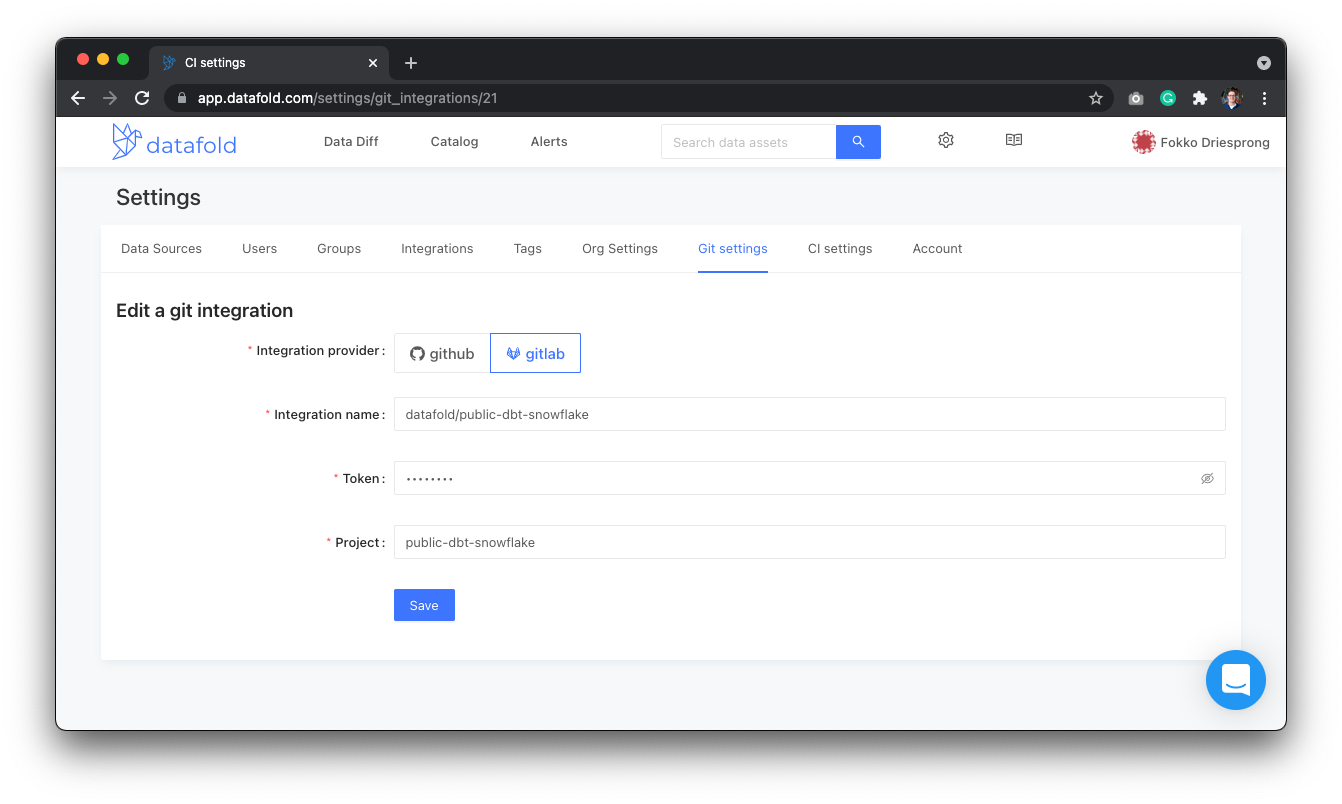 CI settings
app.datafold.com/settings/git_integrations/21
datafold
Data Diff
Catalog
Alerts
Search data assets
Fokko Driesprong
Settings
Data Sources
Users
Groups
Integrations
Tags
Org Settings
Git settings
CI settings
Account
Edit a git integration
* Integration provider:
github
gitlab
* Integration name:
datafold/public-dbt-snowflake
* Token:
••••••••
* Project:
public-dbt-snowflake
Save